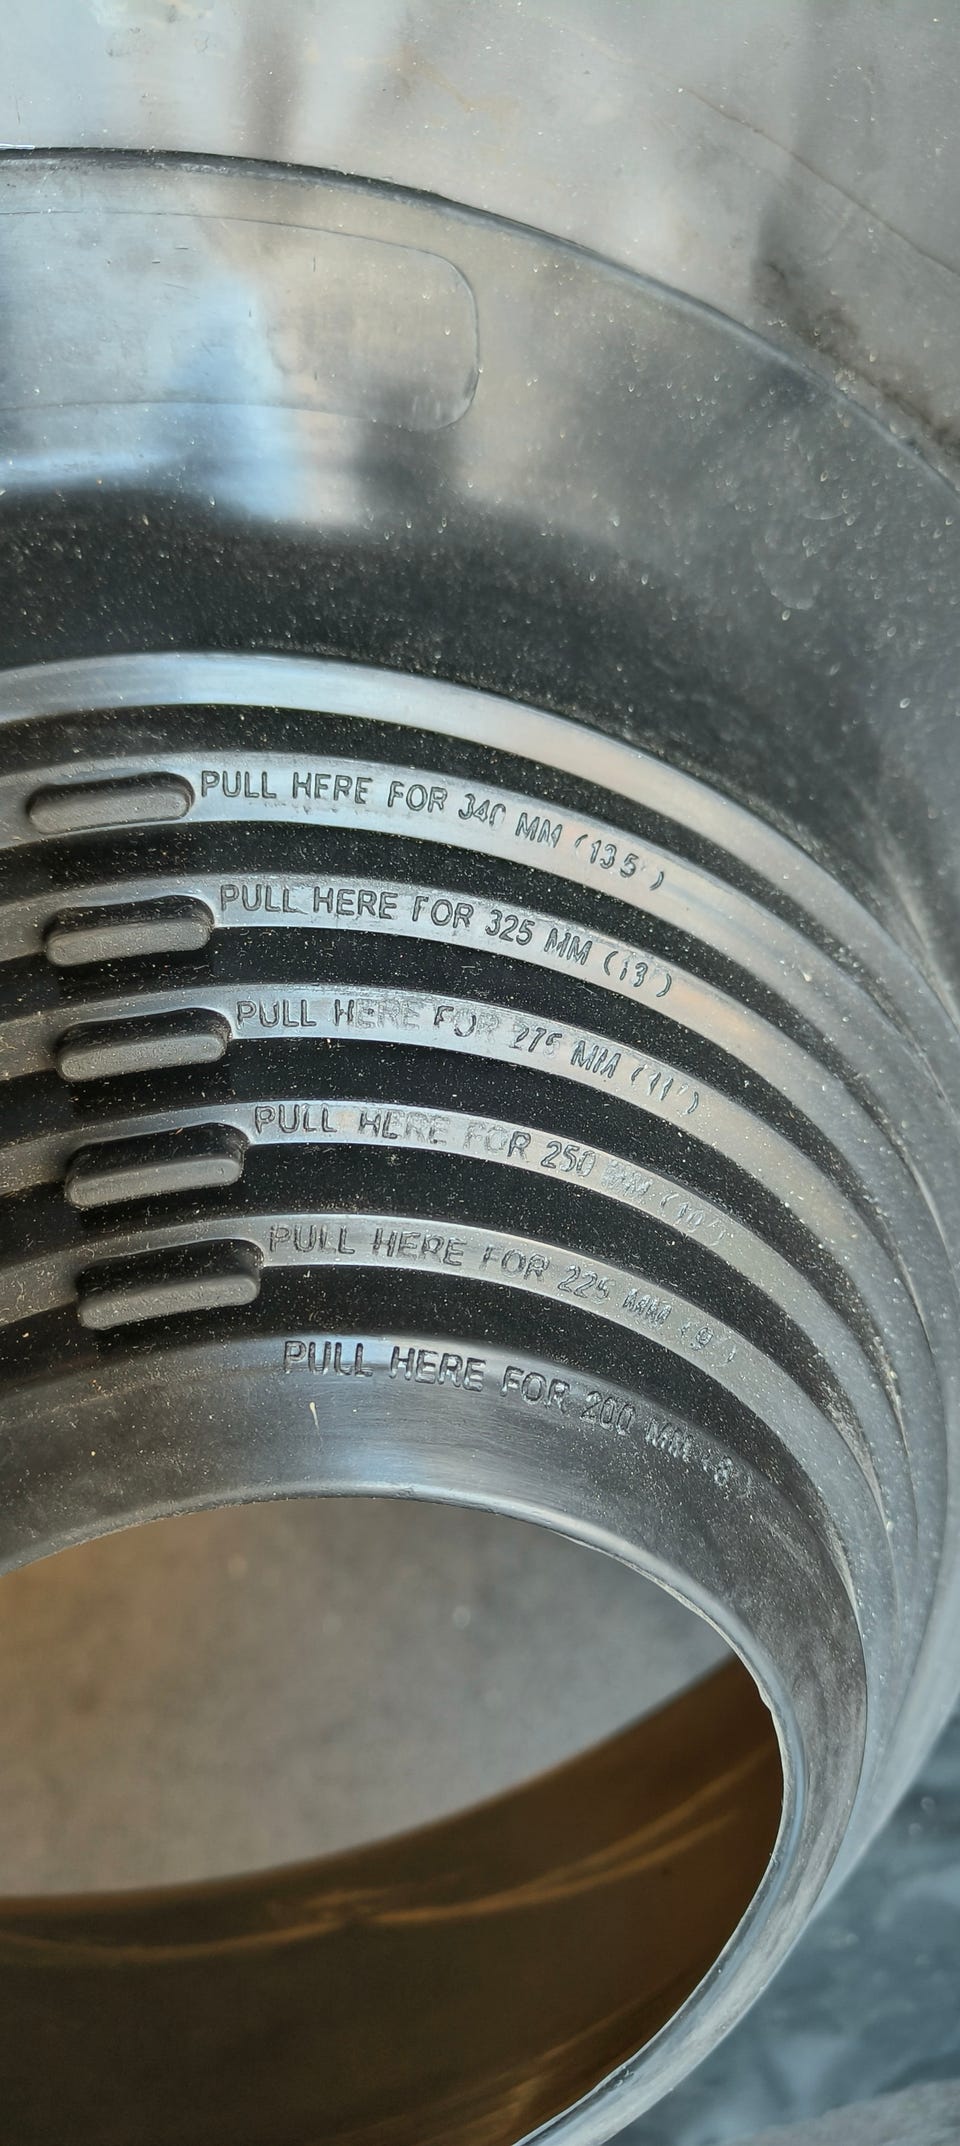 PULL HERE FOR 340 MM (13.5")
PULL HERE FOR 325 MM (13")
PULL HERE FOR 275 MM (11")
PULL HERE FOR 250 MM (10")
PULL HERE FOR 225 MM (9")
PULL HERE FOR 200 MM (8")